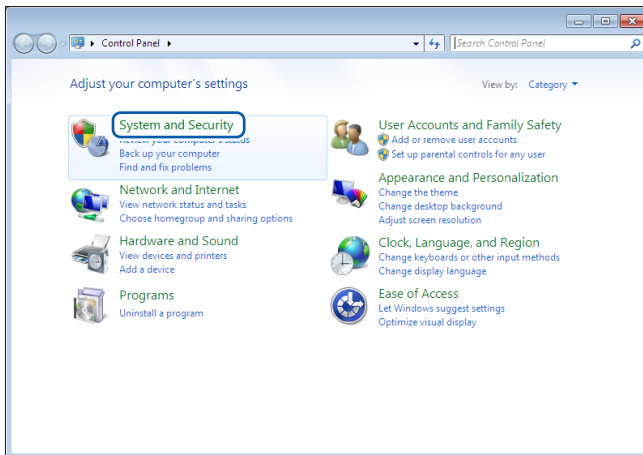 Control Panel
Search Control Panel
Adjust your computer's settings
View by: Category
System and Security
Review your computer's status
Back up your computer
Find and fix problems
Network and Internet
View network status and tasks
Choose homegroup and sharing options
Hardware and Sound
View devices and printers
Add a device
Programs
Uninstall a program
User Accounts and Family Safety
Add or remove user accounts
Set up parental controls for any user
Appearance and Personalization
Change the theme
Change desktop background
Adjust screen resolution
Clock, Language, and Region
Change keyboards or other input methods
Change display language
Ease of Access
Let Windows suggest settings
Optimize visual display